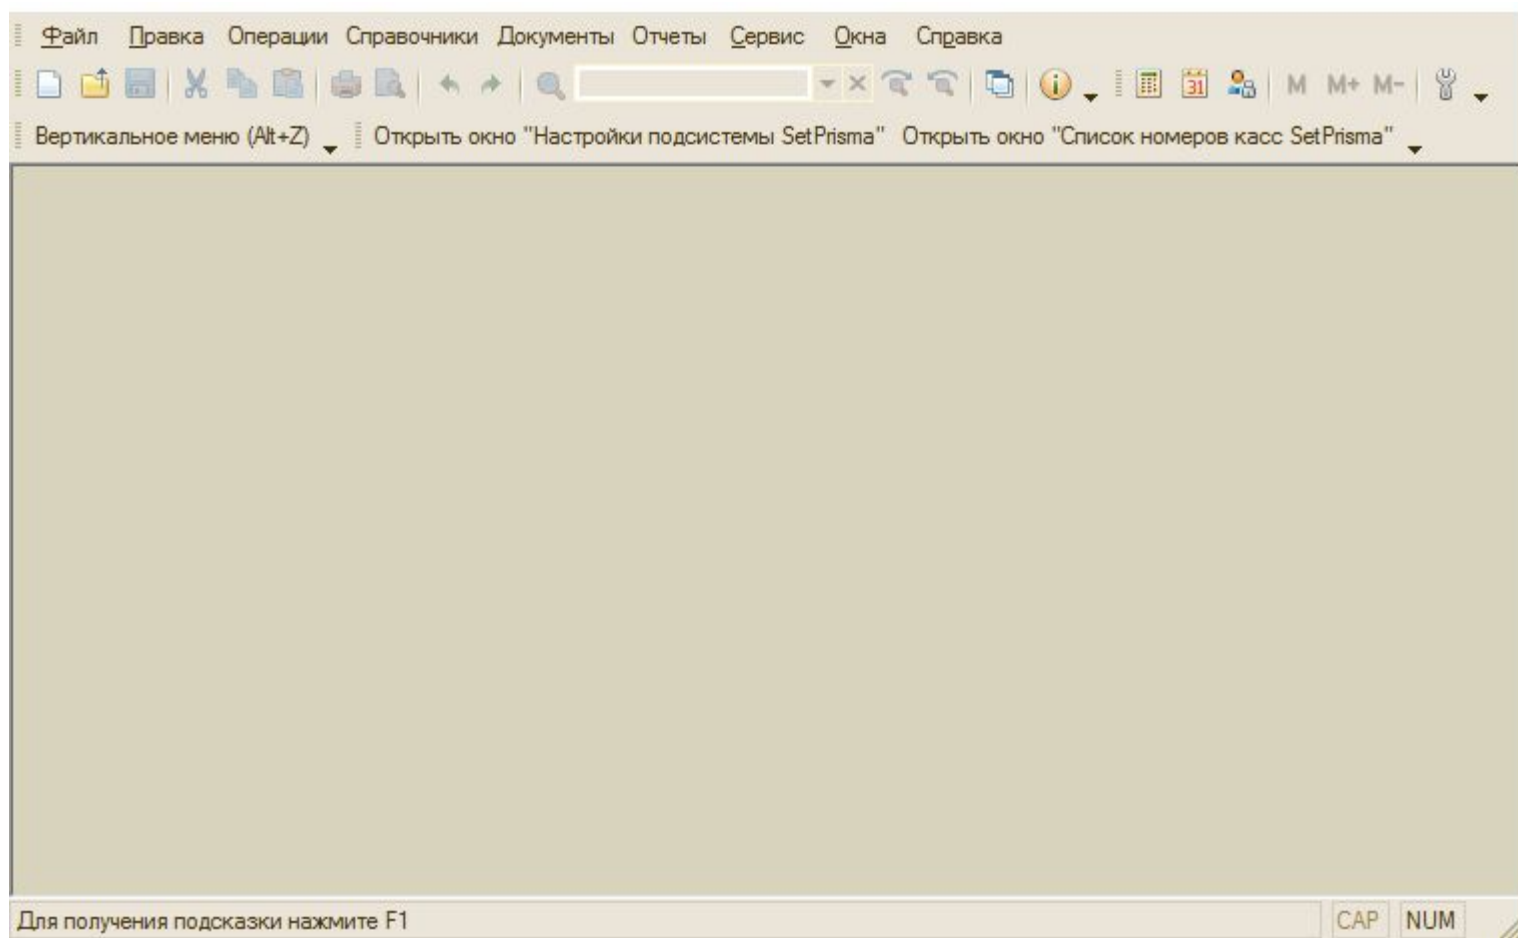 Файл Правка Операции Справочники Документы Отчеты Сервис Окна Справка
31 M M+ M-
Вертикальное меню (Alt+Z) Открыть окно "Настройки подсистемы SetPrisma" Открыть окно "Список номеров касс SetPrisma"
Для получения подсказки нажмите F1 CAP NUM